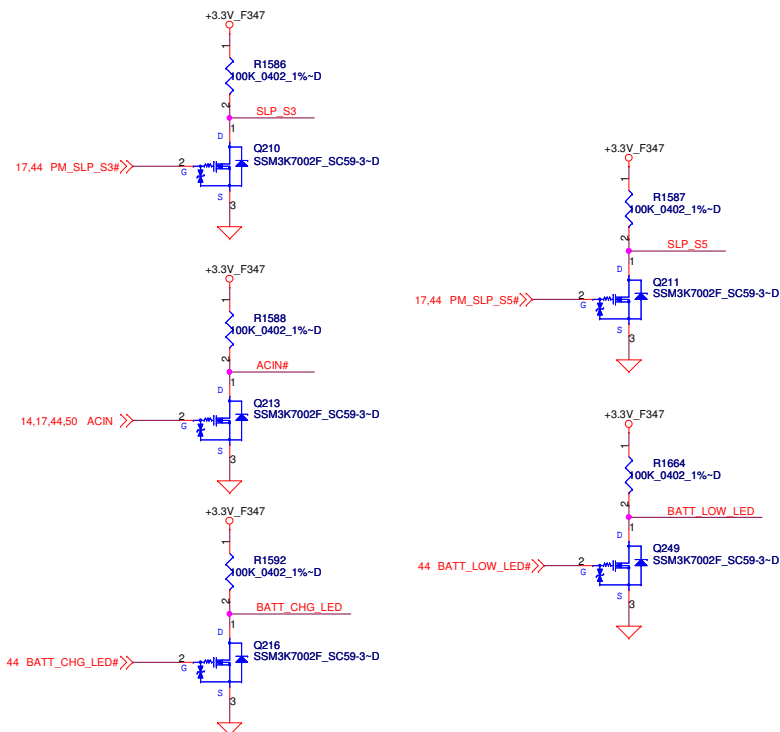 +3.3V_F347
1
R1586
100K_0402_1%~D
2
SLP_S3
D
1
Q210
SSM3K7002F_SC59-3~D
17,44 PM_SLP_S3#
2
G
S
3
+3.3V_F347
1
R1587
100K_0402_1%~D
2
SLP_S5
D
1
Q211
SSM3K7002F_SC59-3~D
17,44 PM_SLP_S5#
2
G
S
3
+3.3V_F347
1
R1588
100K_0402_1%~D
2
ACIN#
D
1
Q213
SSM3K7002F_SC59-3~D
14,17,44,50 ACIN
2
G
S
3
+3.3V_F347
1
R1664
100K_0402_1%~D
2
BATT_LOW_LED
D
1
Q249
SSM3K7002F_SC59-3~D
44 BATT_LOW_LED#
2
G
S
3
+3.3V_F347
1
R1592
100K_0402_1%~D
2
BATT_CHG_LED
D
1
Q216
SSM3K7002F_SC59-3~D
44 BATT_CHG_LED#
2
G
S
3